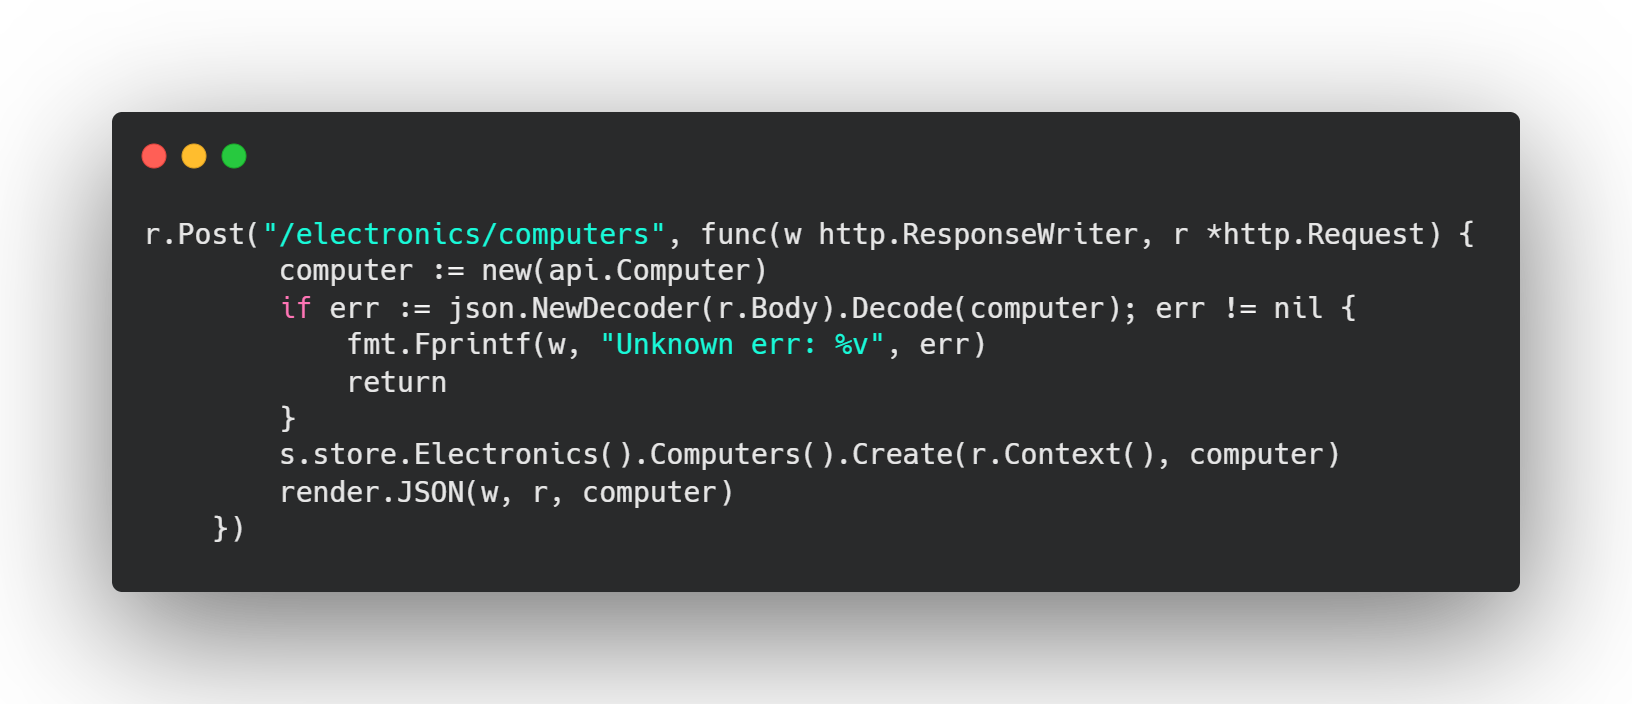 r.Post("/electronics/computers", func(w http.ResponseWriter, r *http.Request) {
        computer := new(api.Computer)
        if err := json.NewDecoder(r.Body).Decode(computer); err != nil {
            fmt.Fprintf(w, "Unknown err: %v", err)
            return
        }
        s.store.Electronics().Computers().Create(r.Context(), computer)
        render.JSON(w, r, computer)
    })